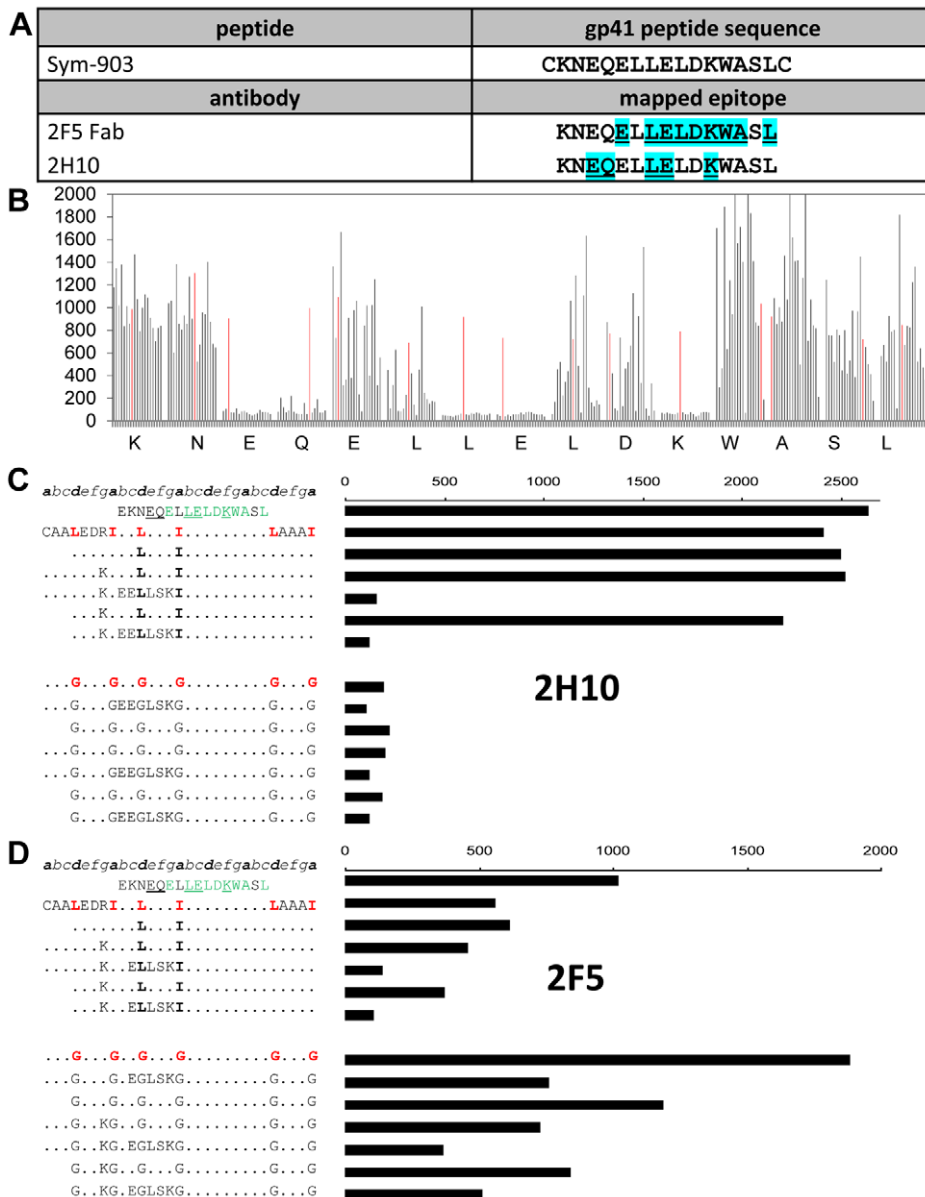 A
peptide gp41 peptide sequence
Sym-903 CKNEQELLELDKWASLC
antibody mapped epitope
2F5 Fab KNEQELLELDKWASL
2H10 KNEQELLELDKWASL
B
2000
1800
1600
1400
1200
1000
800
600
400
200
0
K N E Q E L L E L D K W A S L
C
0 500 1000 1500 2000 2500
abcdefgabcdefgabcdefgabcdefga
EKNEQELLELDKWASL
CAALEDRI..L...I.........LAAAI
.......L...I..............
......K...L...I..............
......K.EELLSKI..............
...K...L...I..............
...K.EELLSKI..............
...G...G..G...G.........G...G
...G...GEEGLSKG.........G...G
G...G..G...G.........G...G
...G...G..G...G.........G...G
...G...GEEGLSKG.........G...G
G...G..G...G.........G...G
G...GEEGLSKG.........G...G
2H10
D
0 500 1000 1500 2000
abcdefgabcdefgabcdefgabcdefga
EKNEQELLELDKWASL
CAALEDRI..L...I.........LAAAI
.......L...I..............
......K...L...I..............
......K..ELLSKI..............
...K...L...I..............
...K..ELLSKI..............
...G...G..G...G.........G...G
G...G.EGLSKG.........G...G
G...G..G...G.........G...G
...G..KG..G...G.........G...G
...G..KG.EGLSKG.........G...G
G..KG..G...G.........G...G
G..KG.EGLSKG.........G...G
2F5